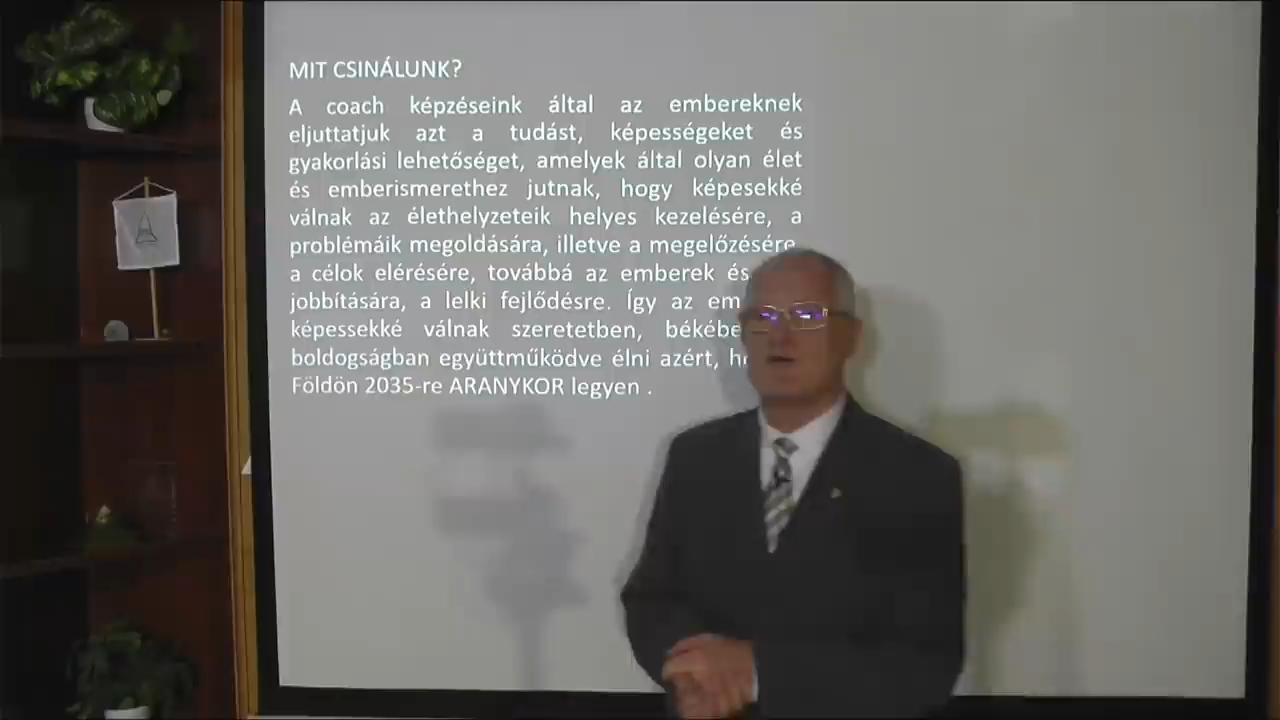 MIT CSINÁLUNK?
A coach képzéseink által az embereknek
eljuttatjuk azt a tudást, képességeket és
gyakorlási lehetőséget, amelyek által olyan élet
és emberismerethez jutnak, hogy képesekké
válnak az élethelyzeteik helyes kezelésére, a
problémáik megoldására, illetve a megelőzésére,
a célok elérésére, továbbá az emberek és
jobbítására, a lelki fejlődésre. Így az
képessekké válnak szeretetben,
boldogságban együttműködve élni azért,
Földön 2035-re ARANYKOR legyen .